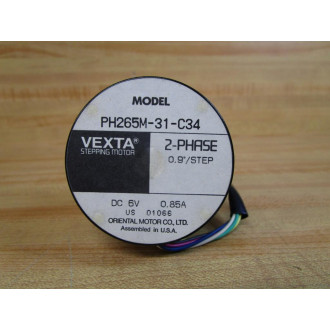 MODEL
PH265M-31-C34
VEXTA®
STEPPING MOTOR
2-PHASE
0.9°/STEP
DC 6V 0.85A
US 01066
ORIENTAL MOTOR CO., LTD.
Assembled in U.S.A.